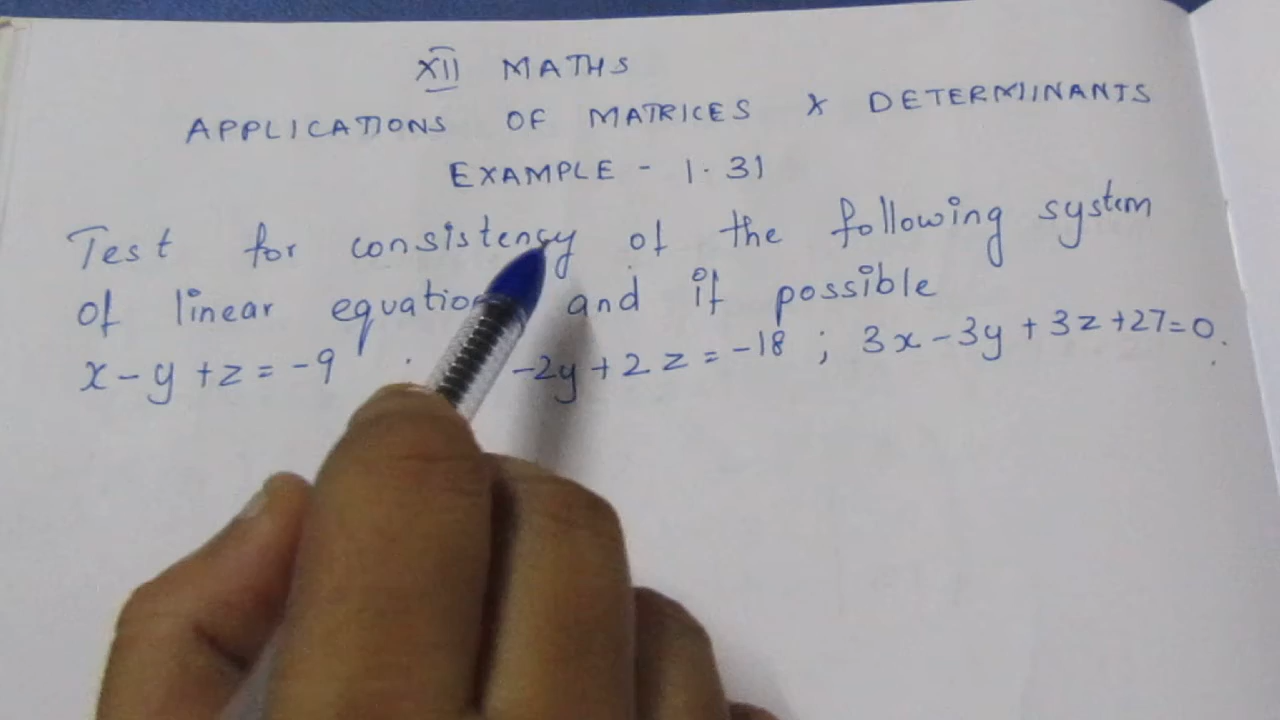 XII MATHS
APPLICATIONS OF MATRICES & DETERMINANTS
EXAMPLE - 1.31
Test for consistency of the following system
of linear equation and if possible
x - y + z = -9 -2y + 2z = -18 ; 3x - 3y + 3z + 27 = 0.